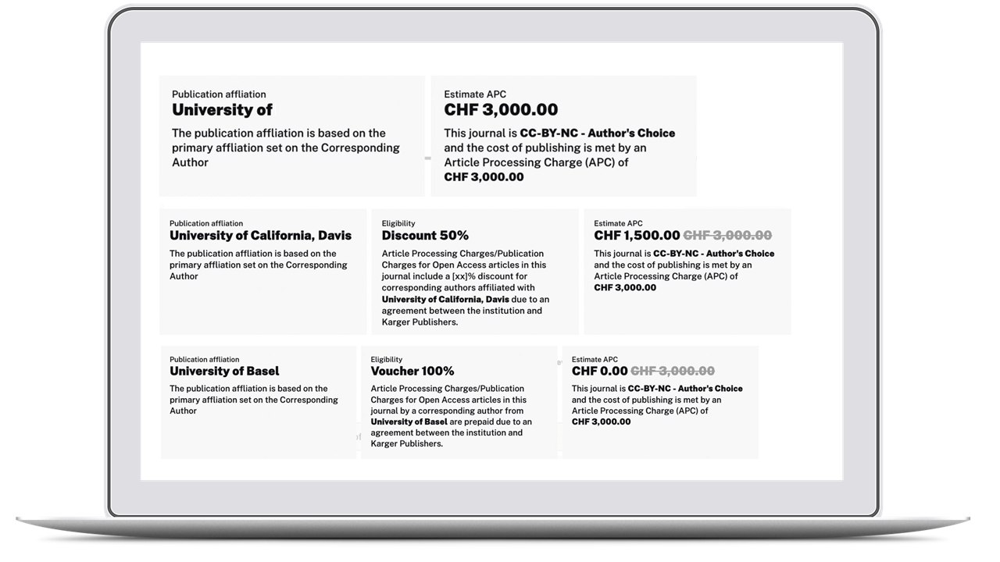 Publication affliation
University of
The publication affliation is based on the
primary affliation set on the Corresponding
Author
Estimate APC
CHF 3,000.00
This journal is CC-BY-NC - Author's Choice
and the cost of publishing is met by an
Article Processing Charge (APC) of
CHF 3,000.00
Publication affliation
University of California, Davis
The publication affliation is based on the
primary affliation set on the Corresponding
Author
Eligibility
Discount 50%
Article Processing Charges/Publication
Charges for Open Access articles in this
journal include a [xx]% discount for
corresponding authors affiliated with
University of California, Davis due to an
agreement between the institution and
Karger Publishers.
Estimate APC
CHF 1,500.00 CHF 3,000.00
This journal is CC-BY-NC - Author's Choice
and the cost of publishing is met by an
Article Processing Charge (APC) of
CHF 3,000.00
Publication affliation
University of Basel
The publication affliation is based on the
primary affliation set on the Corresponding
Author
Eligibility
Voucher 100%
Article Processing Charges/Publication
Charges for Open Access articles in this
journal by a corresponding author from
University of Basel are prepaid due to an
agreement between the institution and
Karger Publishers.
Estimate APC
CHF 0.00 CHF 3,000.00
This journal is CC-BY-NC - Author's Choice
and the cost of publishing is met by an
Article Processing Charge (APC) of
CHF 3,000.00